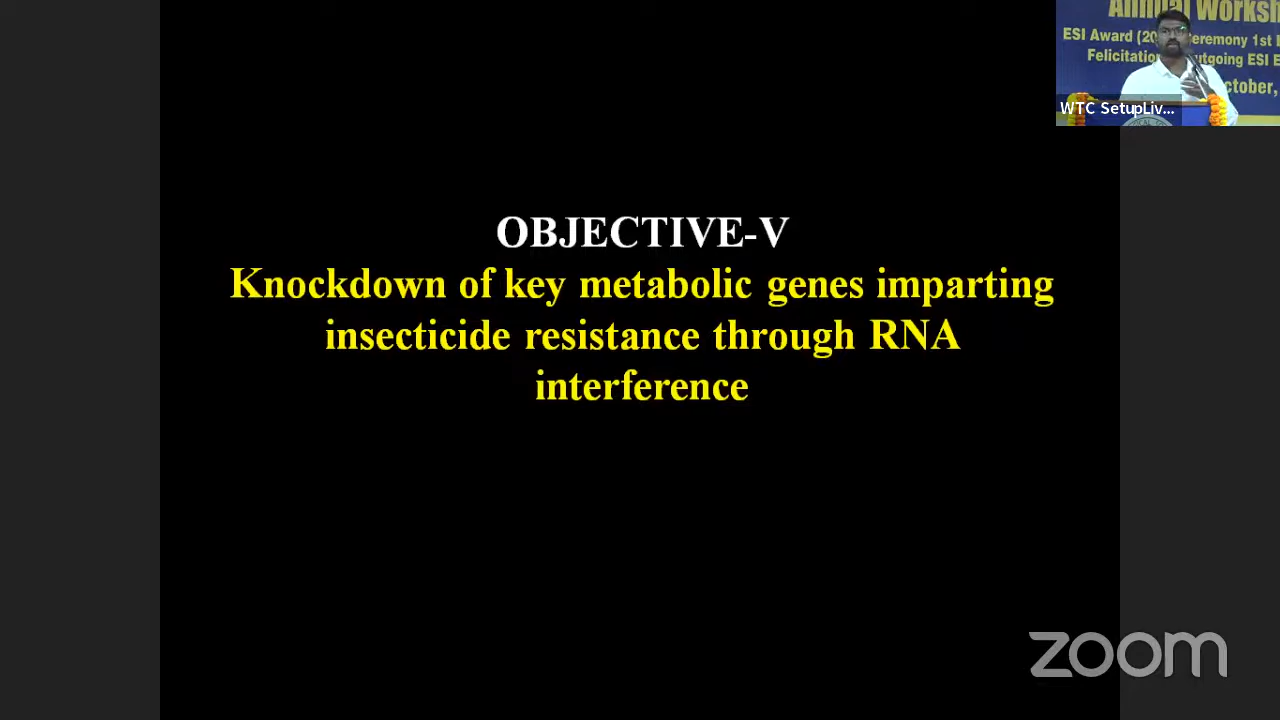 OBJECTIVE-V
Knockdown of key metabolic genes imparting
insecticide resistance through RNA
interference
Annual Worksh
ESI Award (20 eremony 1st
Felicitation utgoing ESI E
ctober,
WTC SetupLiv...
zoom